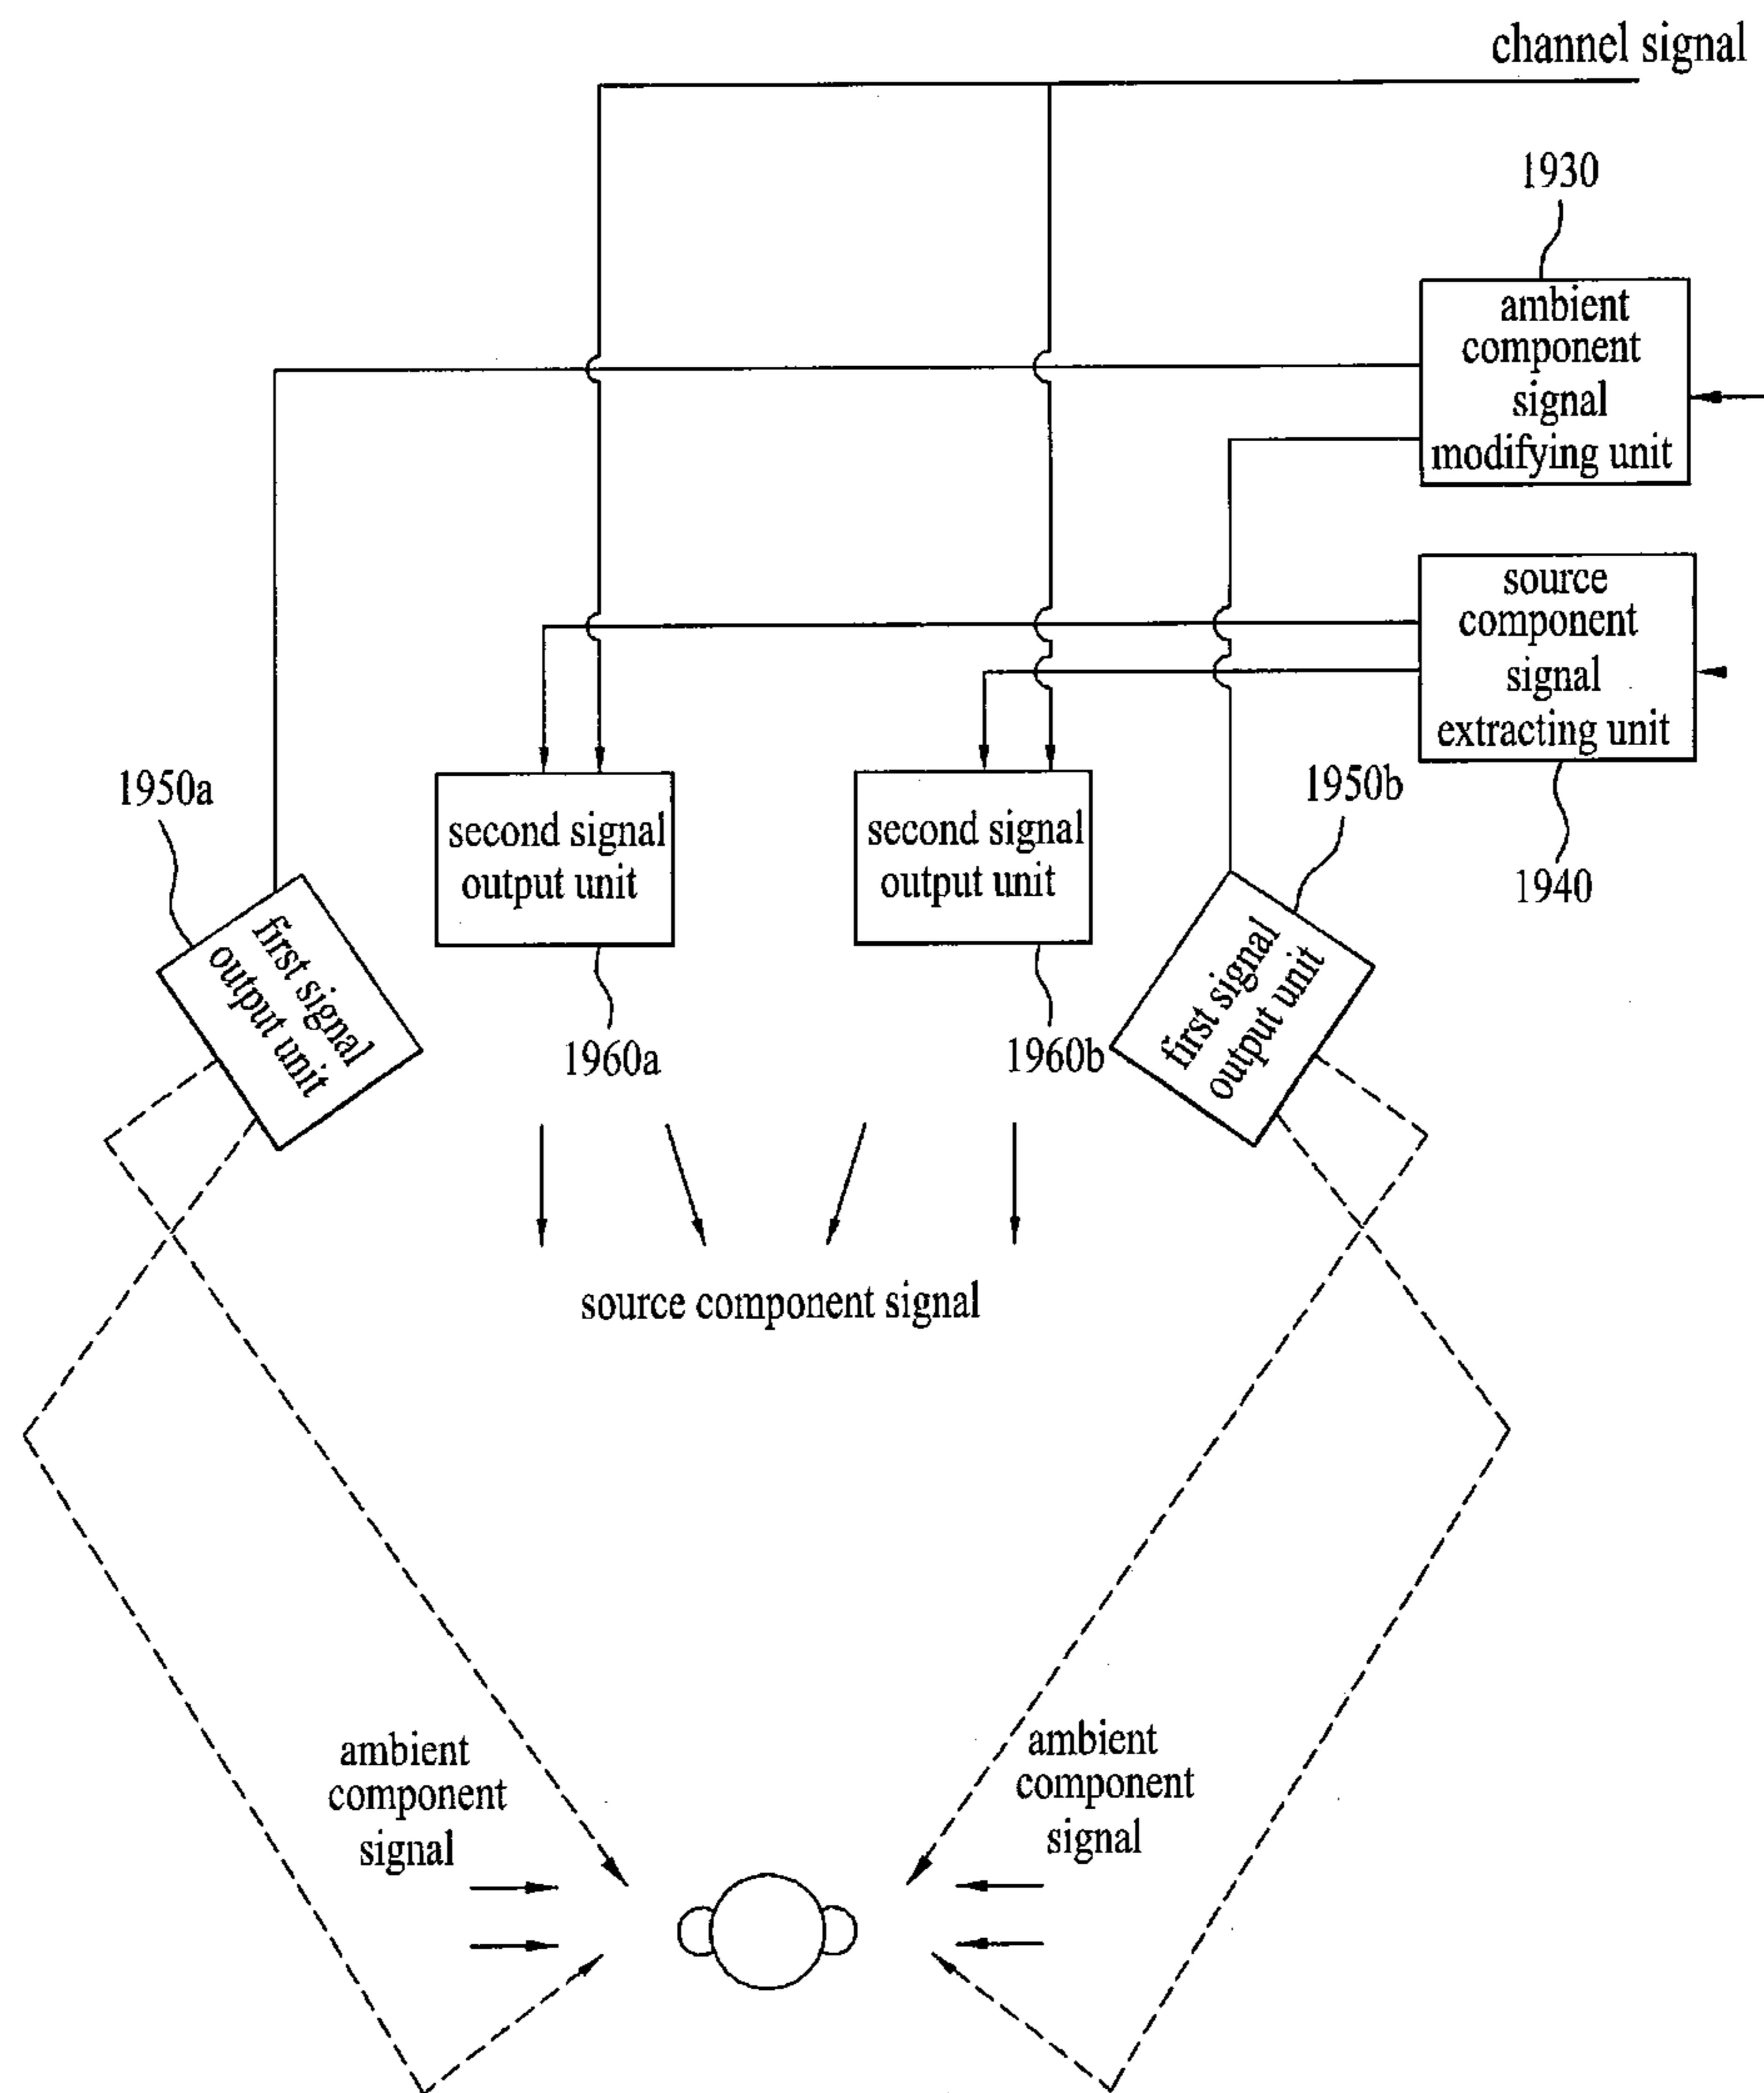 channel signal
1930
ambient
component
signal
modifying unit
source
component
signal
extracting unit
1940
1950a
second signal
output unit
second signal
output unit
1950b
first signal
output unit
1960a
1960b
first signal
output unit
source component signal
ambient
component
signal
ambient
component
signal